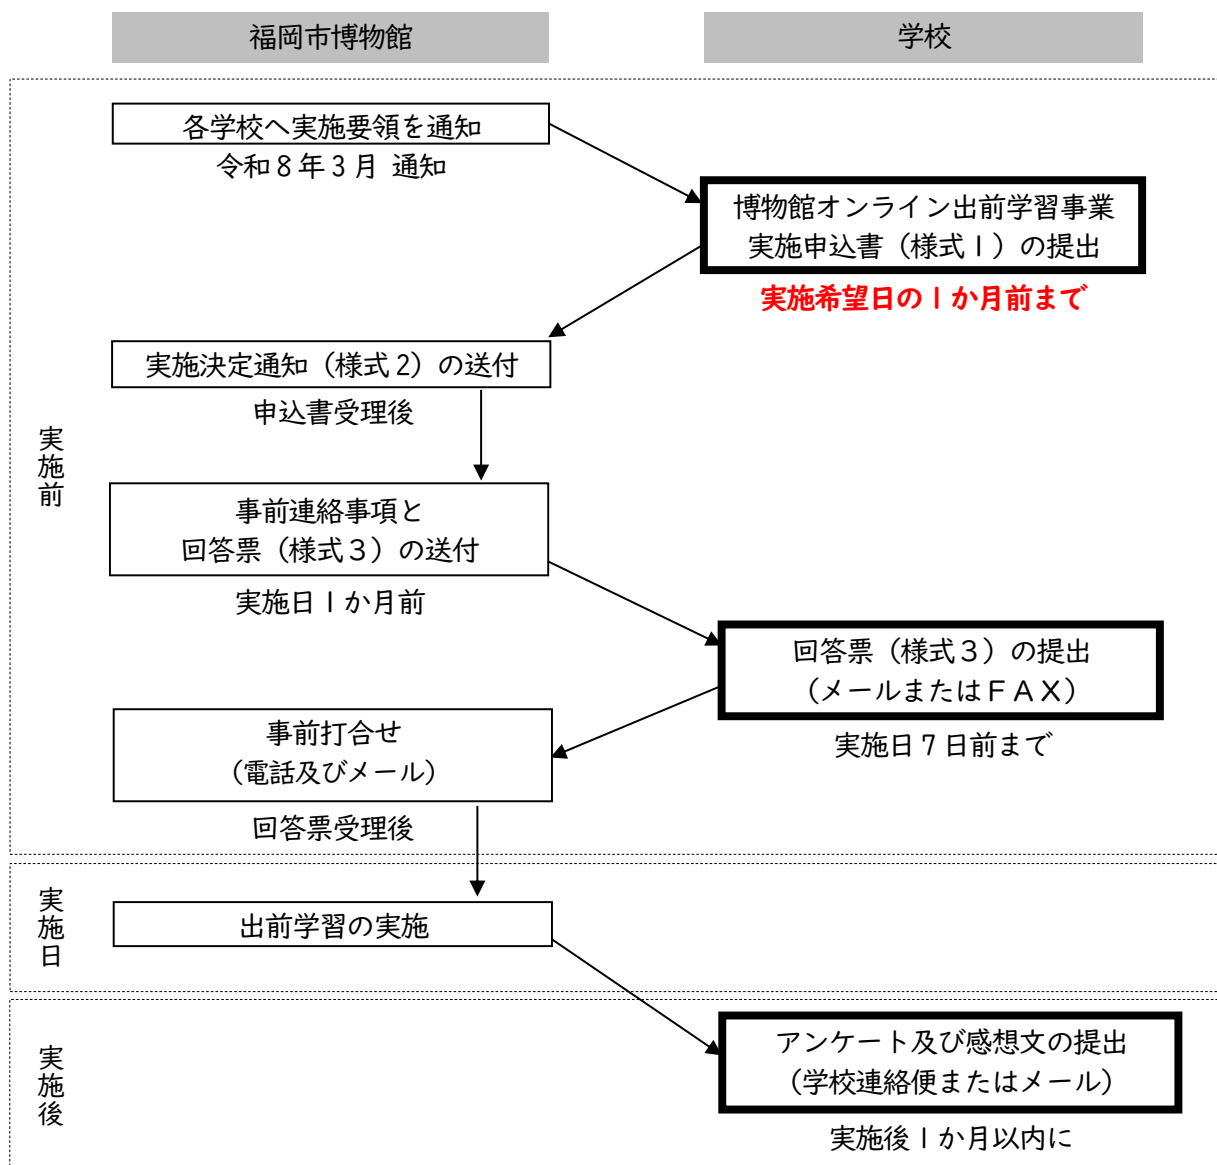 福岡市博物館
学校
各学校へ実施要領を通知
令和８年３月 通知
博物館オンライン出前学習事業
実施申込書（様式１）の提出
実施希望日の１か月前まで
実施決定通知（様式２）の送付
申込書受理後
実施前
事前連絡事項と
回答票（様式３）の送付
実施日１か月前
回答票（様式３）の提出
（メールまたはＦＡＸ）
実施日７日前まで
事前打合せ
（電話及びメール）
回答票受理後
実施日
出前学習の実施
実施後
アンケート及び感想文の提出
（学校連絡便またはメール）
実施後１か月以内に